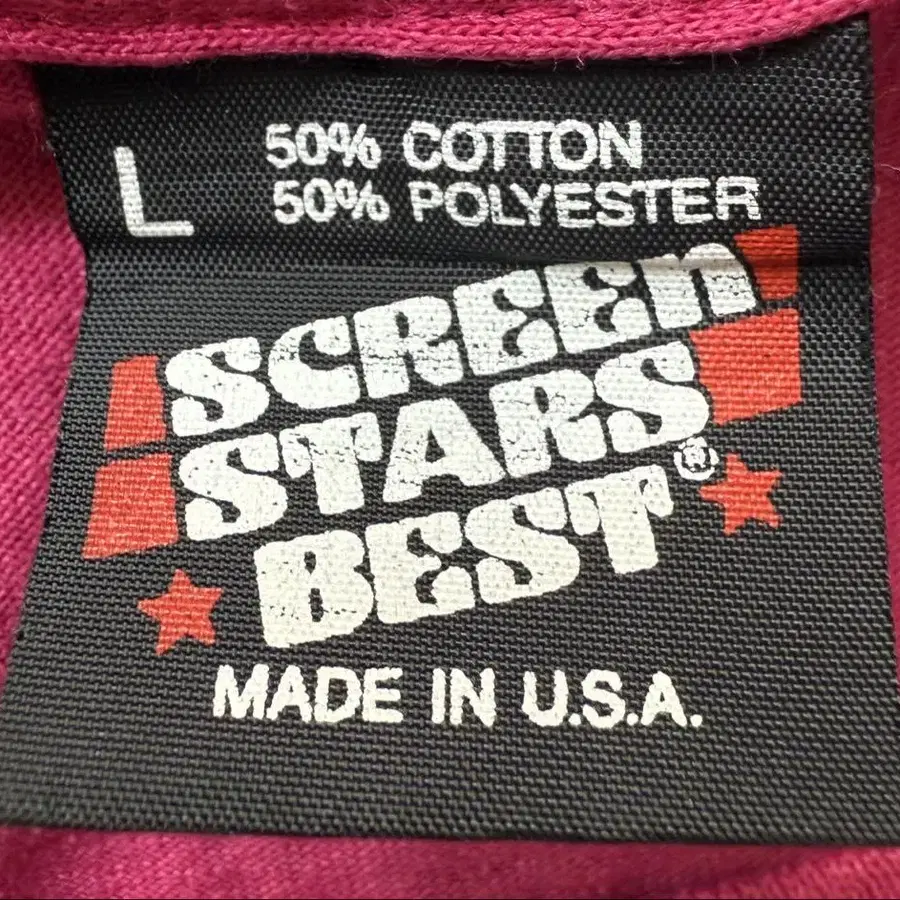 L
50% COTTON
50% POLYESTER
SCREEN
STARS
BEST®
MADE IN U.S.A.